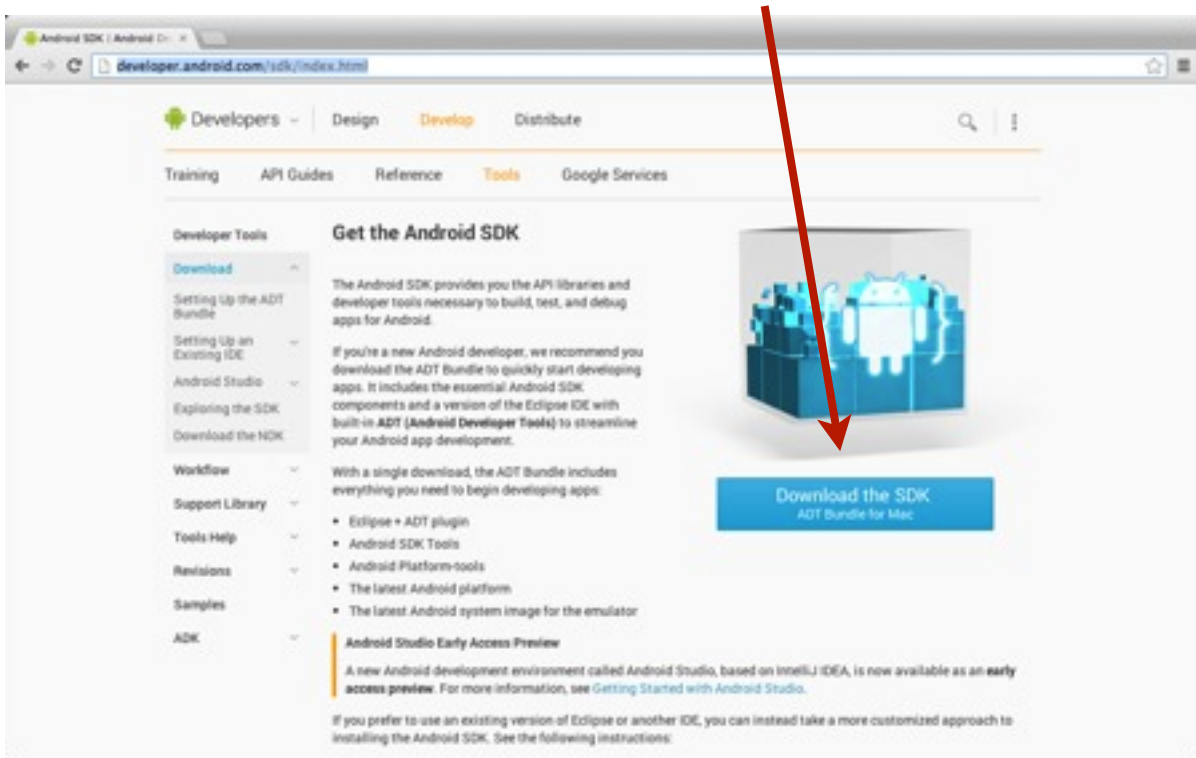 Android SDK | Android De
developer.android.com/sdk/index.html
Developers
Design
Develop
Distribute
Training
API Guides
Reference
Tools
Google Services
Developer Tools
Download
Setting Up the ADT
Bundle
Setting Up an
Existing IDE
Android Studio
Exploring the SDK
Download the NDK
Workflow
Support Library
Tools Help
Revisions
Samples
ADK
Get the Android SDK
The Android SDK provides you the API libraries and
developer tools necessary to build, test, and debug
apps for Android.
If you're a new Android developer, we recommend you
download the ADT Bundle to quickly start developing
apps. It includes the essential Android SDK
components and a version of the Eclipse IDE with
built-in ADT (Android Developer Tools) to streamline
your Android app development.
With a single download, the ADT Bundle includes
everything you need to begin developing apps:
• Eclipse + ADT plugin
• Android SDK Tools
• Android Platform-tools
• The latest Android platform
• The latest Android system image for the emulator
Download the SDK
ADT Bundle for Mac
Android Studio Early Access Preview
A new Android development environment called Android Studio, based on IntelliJ IDEA, is now available as an early
access preview. For more information, see Getting Started with Android Studio.
If you prefer to use an existing version of Eclipse or another IDE, you can instead take a more customized approach to
installing the Android SDK. See the following instructions: